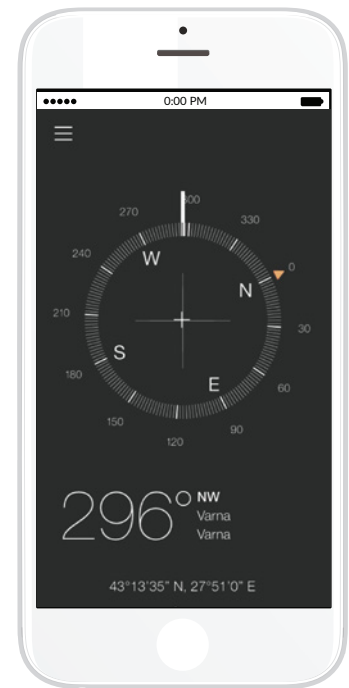 0:00 PM
300
270
330
W
240
0
N
210
30
S
180
E
60
150
90
120
296° NW
Varna
Varna
43°13'35" N, 27°51'0" E